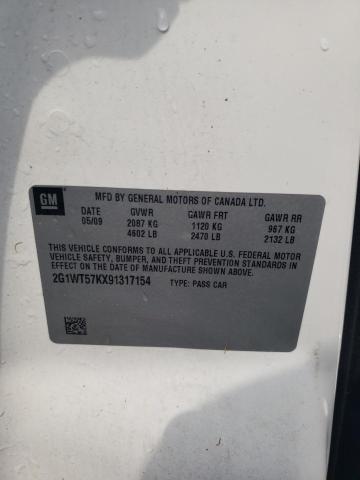 GM
MFD BY GENERAL MOTORS OF CANADA LTD.
DATE GVWR GAWR FRT GAWR RR
05/09 2087 KG 1120 KG 967 KG
4602 LB 2470 LB 2132 LB
THIS VEHICLE CONFORMS TO ALL APPLICABLE U.S. FEDERAL MOTOR
VEHICLE SAFETY, BUMPER, AND THEFT PREVENTION STANDARDS
IN EFFECT ON THE DATE OF MANUFACTURE SHOWN ABOVE.
2G1WT57KX91317154 TYPE: PASS CAR